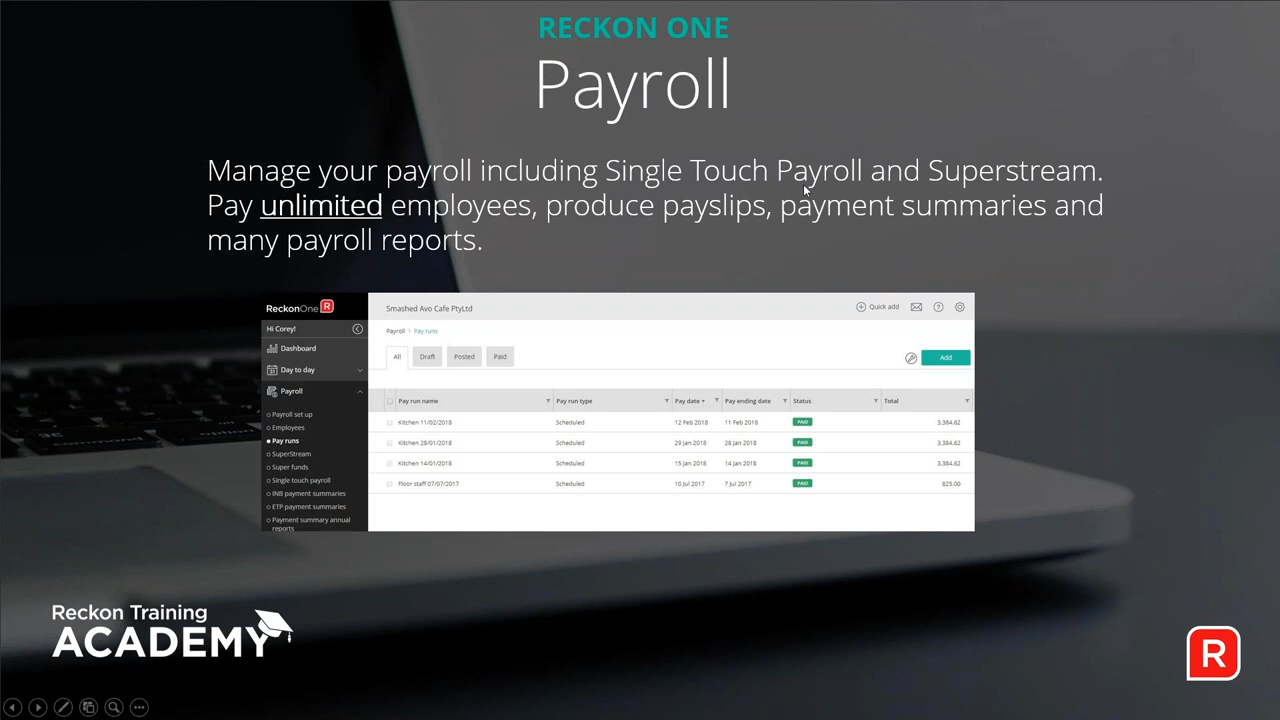 RECKON ONE
Payroll
Manage your payroll including Single Touch Payroll and Superstream.
Pay unlimited employees, produce payslips, payment summaries and
many payroll reports.
ReckonOne R
Smashed Avo Cafe PtyLtd
Quick add
Hi Corey!
Payroll > Pay runs
Dashboard
All Draft Posted Paid
Add
Day to day
Payroll
Pay run name Pay run type Pay date Pay ending date Status Total
Payroll set up
Kitchen 11/02/2018 Scheduled 12 Feb 2018 11 Feb 2018 PAID 3,384.62
Employees
Pay runs
Kitchen 28/01/2018 Scheduled 29 Jan 2018 28 Jan 2018 PAID 3,384.62
SuperStream
Kitchen 14/01/2018 Scheduled 15 Jan 2018 14 Jan 2018 PAID 3,384.62
Super funds
Single touch payroll
Floor staff 07/07/2017 Scheduled 10 Jul 2017 7 Jul 2017 PAID 825.00
INB payment summaries
ETP payment summaries
Payment summary annual
reports
Reckon Training
ACADEMY
R